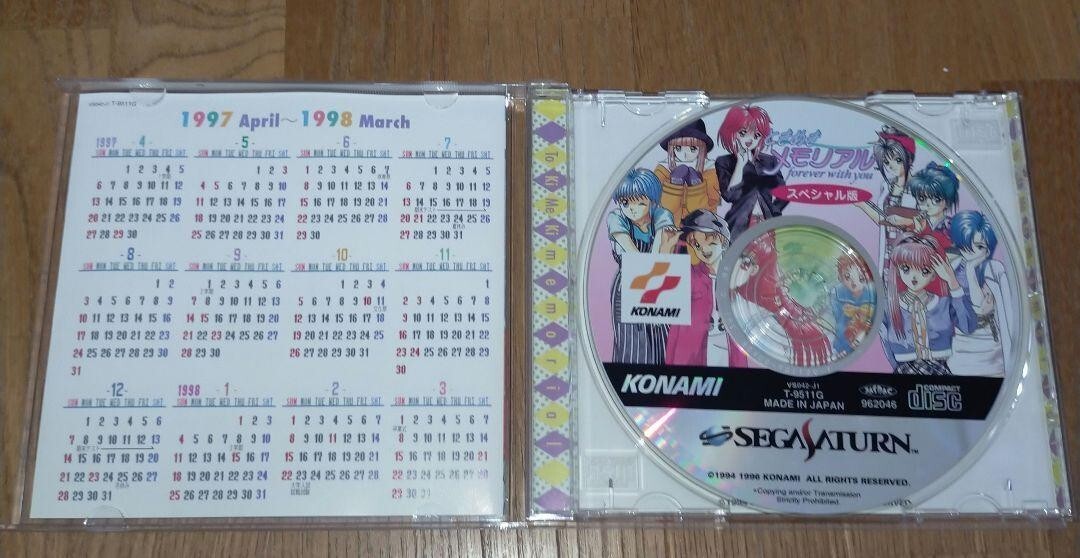 T-9511G
1997 April～1998 March
1997 -4- -5- -6- -7-
SUN MON TUE WED THU FRI SAT SUN MON TUE WED THU FRI SAT SUN MON TUE WED THU FRI SAT SUN MON TUE WED THU FRI SAT
1 2 3 4 5 1 2 3 1 2 3 4 5 6 7 1 2 3 4 5
6 7 8 9 10 11 12 4 5 6 7 8 9 10 8 9 10 11 12 13 14 6 7 8 9 10 11 12
13 14 15 16 17 18 19 11 12 13 14 15 16 17 15 16 17 18 19 20 21 13 14 15 16 17 18 19
20 21 22 23 24 25 26 18 19 20 21 22 23 24 22 23 24 25 26 27 28 20 21 22 23 24 25 26
27 28 29 30 25 26 27 28 29 30 31 29 30 27 28 29 30 31
-8- -9- -10- -11-
SUN MON TUE WED THU FRI SAT SUN MON TUE WED THU FRI SAT SUN MON TUE WED THU FRI SAT SUN MON TUE WED THU FRI SAT
1 2 1 2 3 4 5 6 1 2 3 4 1
3 4 5 6 7 8 9 7 8 9 10 11 12 13 5 6 7 8 9 10 11 2 3 4 5 6 7 8
10 11 12 13 14 15 16 14 15 16 17 18 19 20 12 13 14 15 16 17 18 9 10 11 12 13 14 15
17 18 19 20 21 22 23 21 22 23 24 25 26 27 19 20 21 22 23 24 25 16 17 18 19 20 21 22
24 25 26 27 28 29 30 28 29 30 26 27 28 29 30 31 23 24 25 26 27 28 29
31 30
-12- 1998 -1- -2- -3-
SUN MON TUE WED THU FRI SAT SUN MON TUE WED THU FRI SAT SUN MON TUE WED THU FRI SAT SUN MON TUE WED THU FRI SAT
1 2 3 4 5 6 1 2 3 1 2 3 4 5 6 7 1 2 3 4 5 6 7
7 8 9 10 11 12 13 4 5 6 7 8 9 10 8 9 10 11 12 13 14 8 9 10 11 12 13 14
14 15 16 17 18 19 20 11 12 13 14 15 16 17 15 16 17 18 19 20 21 15 16 17 18 19 20 21
21 22 23 24 25 26 27 18 19 20 21 22 23 24 22 23 24 25 26 27 28 22 23 24 25 26 27 28
28 29 30 31 25 26 27 28 29 30 31 29 30 31
To Ki Me Ki memorial
ときめき
メモリアル
forever with you
スペシャル版
KONAMI
KONAMI
VS042-J1
T-9511G
MADE IN JAPAN
962046
COMPACT
disc
SEGASATURN™
©1994 1996 KONAMI ALL RIGHTS RESERVED.
*Copying and/or Transmission
Strictly Prohibited.